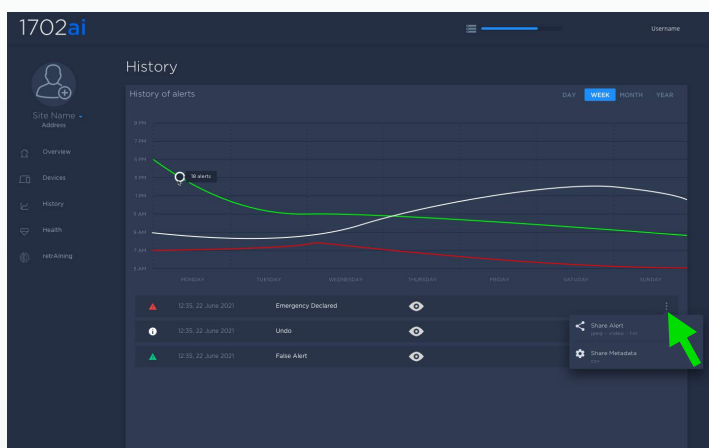 1702ai
Username
Site Name
Address
Overview
Devices
History
Health
retrAIning
History
History of alerts
DAY WEEK MONTH YEAR
9 PM
7 PM
5 PM
3 PM
1 PM
18 alerts
9 AM
7 AM
5 AM
MONDAY TUESDAY WEDNESDAY THURSDAY FRIDAY SATURDAY SUNDAY
12:35, 22 June 2021 Emergency Declared
12:35, 22 June 2021 Undo
12:35, 22 June 2021 False Alert
Share Alert
Share Metadata